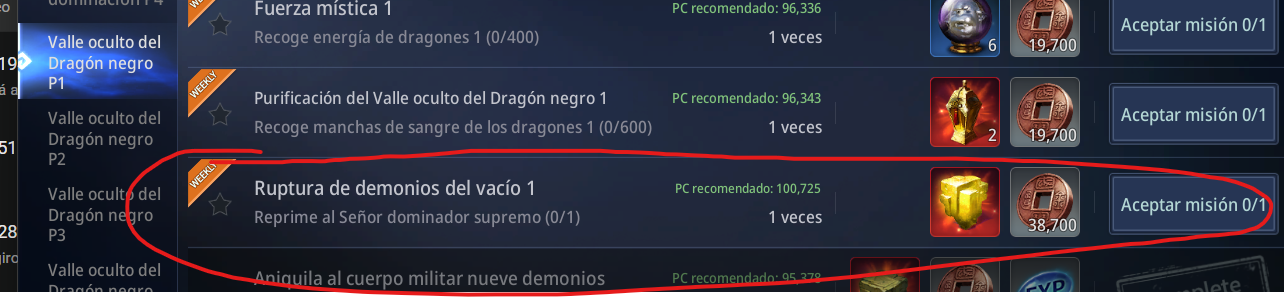 dominación P4
Valle oculto del
Dragón negro
P1
Valle oculto del
Dragón negro
P2
Valle oculto del
Dragón negro
P3
Valle oculto del
Dragón negro
19
51
28
Fuerza mística 1
Recoge energía de dragones 1 (0/400)
PC recomendado: 96,336
1 veces
6
19,700
Aceptar misión 0/1
WEEKLY
Purificación del Valle oculto del Dragón negro 1
Recoge manchas de sangre de los dragones 1 (0/600)
PC recomendado: 96,343
1 veces
2
19,700
Aceptar misión 0/1
WEEKLY
Ruptura de demonios del vacío 1
Reprime al Señor dominador supremo (0/1)
PC recomendado: 100,725
1 veces
38,700
Aceptar misión 0/1
Aniquila al cuerpo militar nueve demonios
PC recomendado: 95,378
EXP